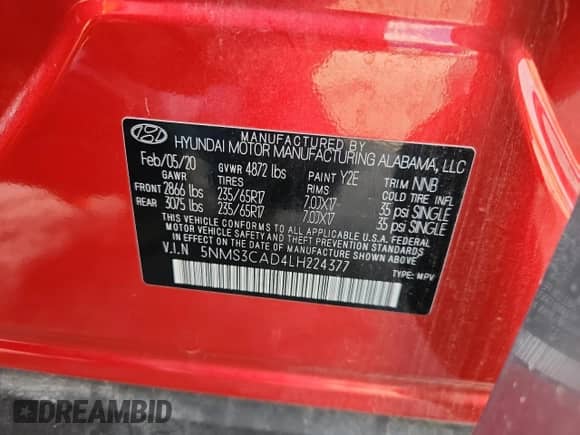 MANUFACTURED BY
HYUNDAI MOTOR MANUFACTURING ALABAMA, LLC
Feb/05/20 GVWR 4872 lbs PAINT Y2E TRIM NNB
GAWR TIRES RIMS COLD TIRE INFL
FRONT 2866 lbs 235/65R17 7.0JX17 35 psi SINGLE
REAR 3075 lbs 235/65R17 7.0JX17 35 psi SINGLE
THIS VEHICLE CONFORMS TO ALL APPLICABLE U.S.A. FEDERAL
MOTOR VEHICLE SAFETY AND THEFT PREVENTION STANDARDS
IN EFFECT ON THE DATE OF MANUFACTURE SHOWN ABOVE.
V.I.N 5NMS3CAD4LH224377
TYPE: MPV
DREAMBID